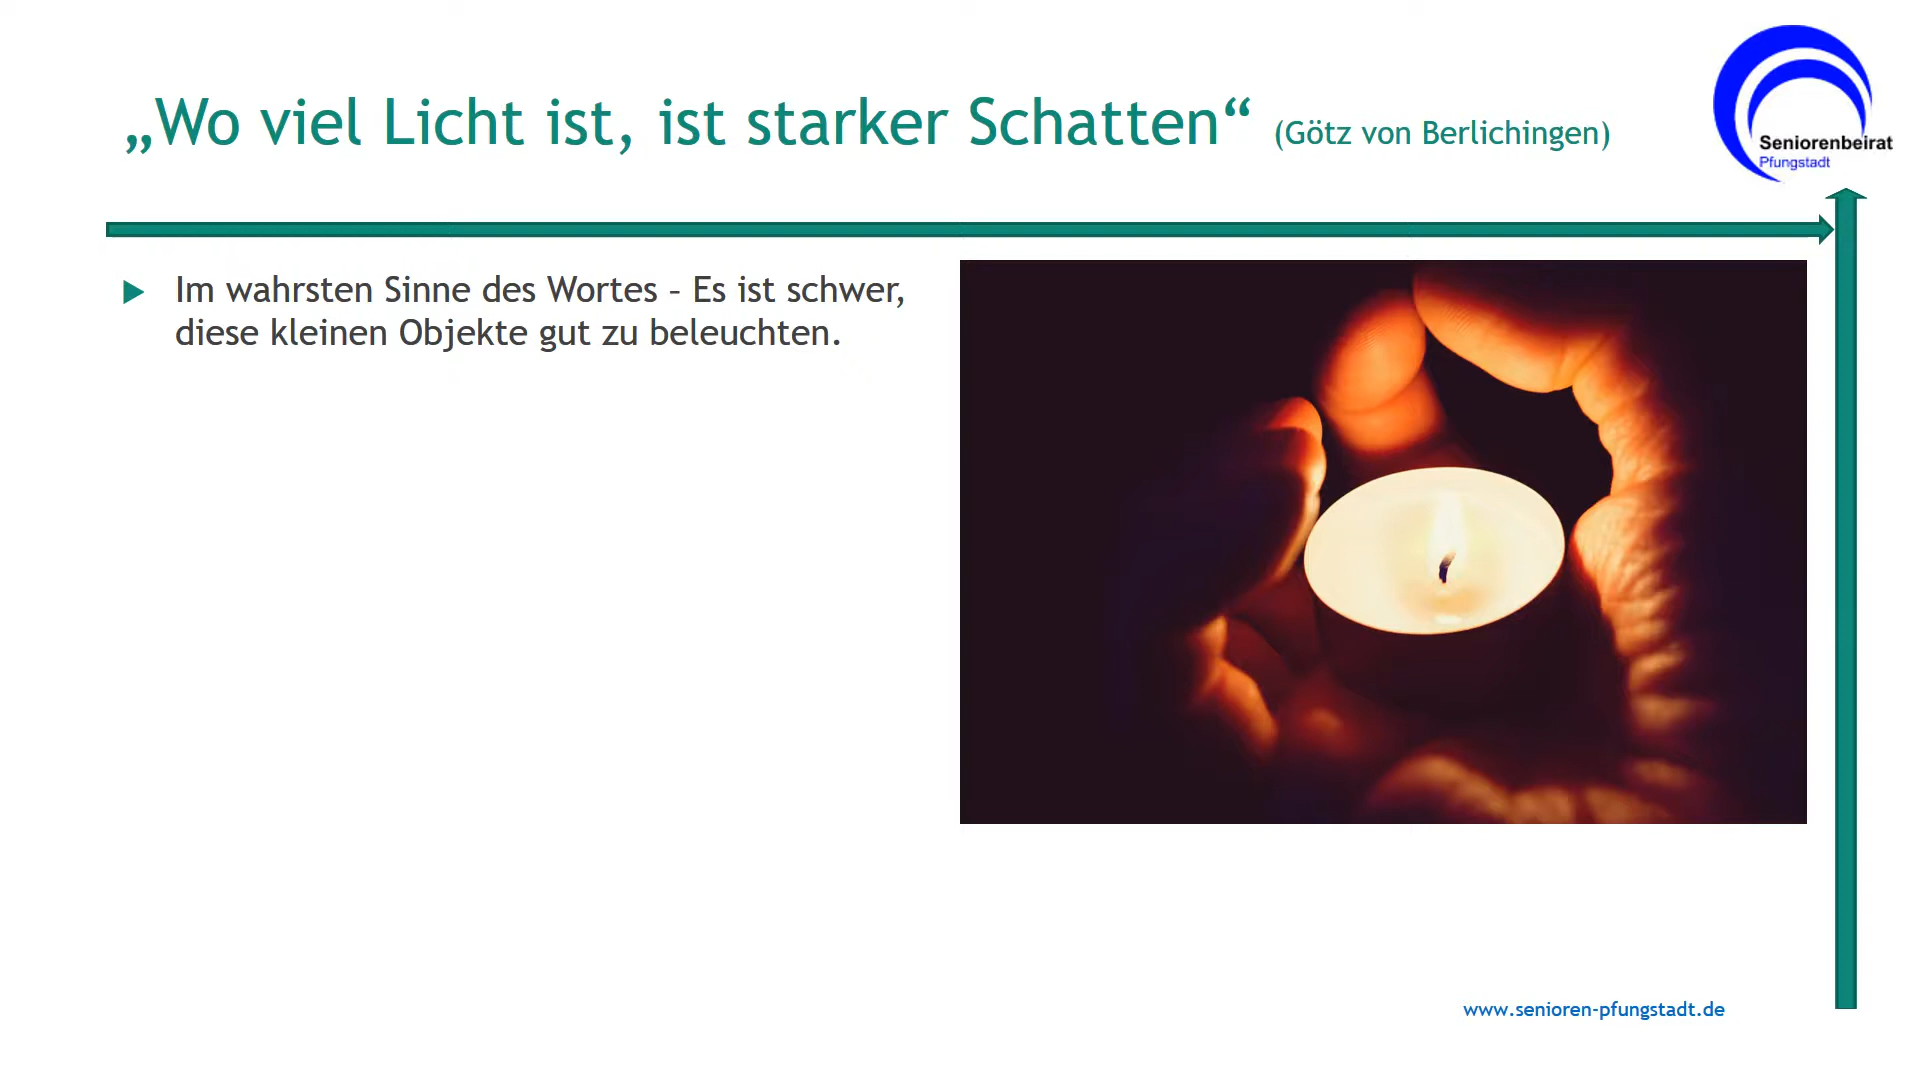 „Wo viel Licht ist, ist starker Schatten“ (Götz von Berlichingen)
Seniorenbeirat
Pfungstadt
Im wahrsten Sinne des Wortes – Es ist schwer,
diese kleinen Objekte gut zu beleuchten.
www.senioren-pfungstadt.de